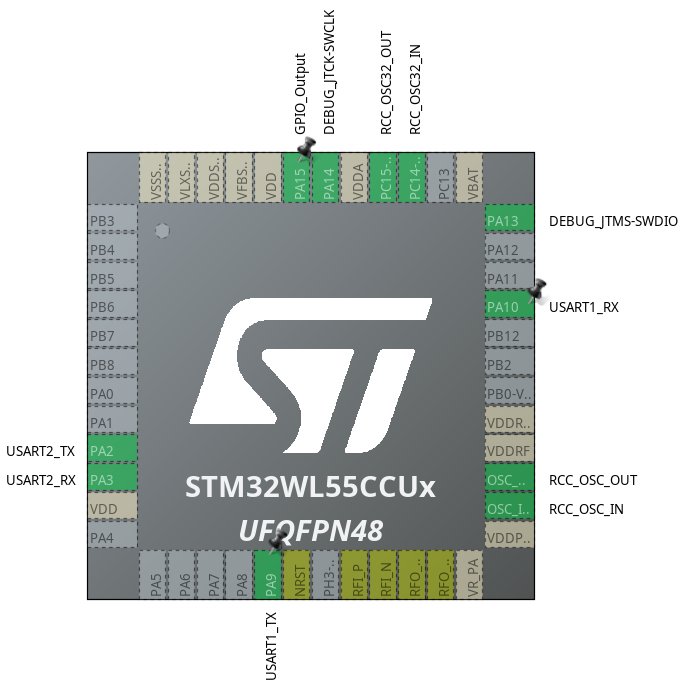 GPIO_Output
DEBUG_JTCK-SWCLK
RCC_OSC32_OUT
RCC_OSC32_IN
VSSS..
VLXS..
VDDS..
VFBS..
VDD
PA15
PA14
VDDA
PC15-..
PC14-..
PC13
VBAT
PB3
PB4
PB5
PB6
PB7
PB8
PA0
PA1
USART2_TX PA2
USART2_RX PA3
VDD
PA4
PA13 DEBUG_JTMS-SWDIO
PA12
PA11
PA10 USART1_RX
PB12
PB2
PB0-V..
VDDR..
VDDRF
OSC_.. RCC_OSC_OUT
OSC_I.. RCC_OSC_IN
VDDP..
ST
STM32WL55CCUx
UFQFPN48
PA5
PA6
PA7
PA8
PA9
NRST
PH3-..
RFI_P
RFI_N
RFO_..
RFO_..
VR_PA
USART1_TX